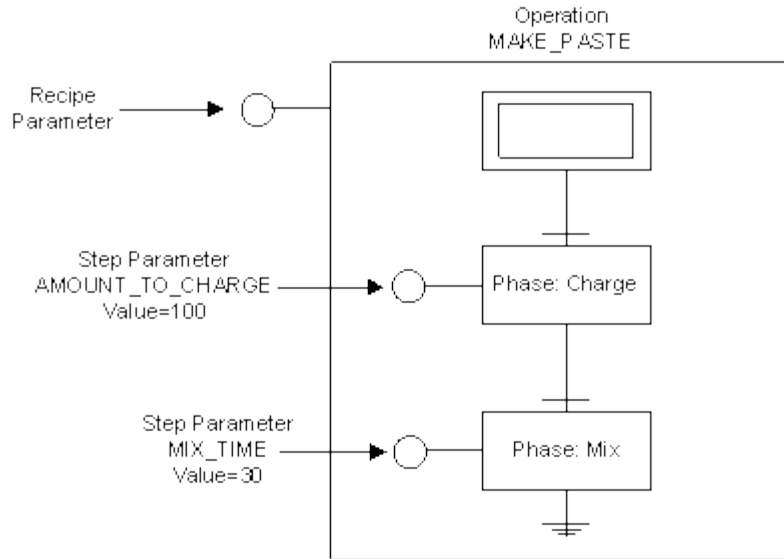 Operation
MAKE_PASTE
Recipe
Parameter
Step Parameter
AMOUNT_TO_CHARGE
Value=100
Phase: Charge
Step Parameter
MIX_TIME
Value=30
Phase: Mix